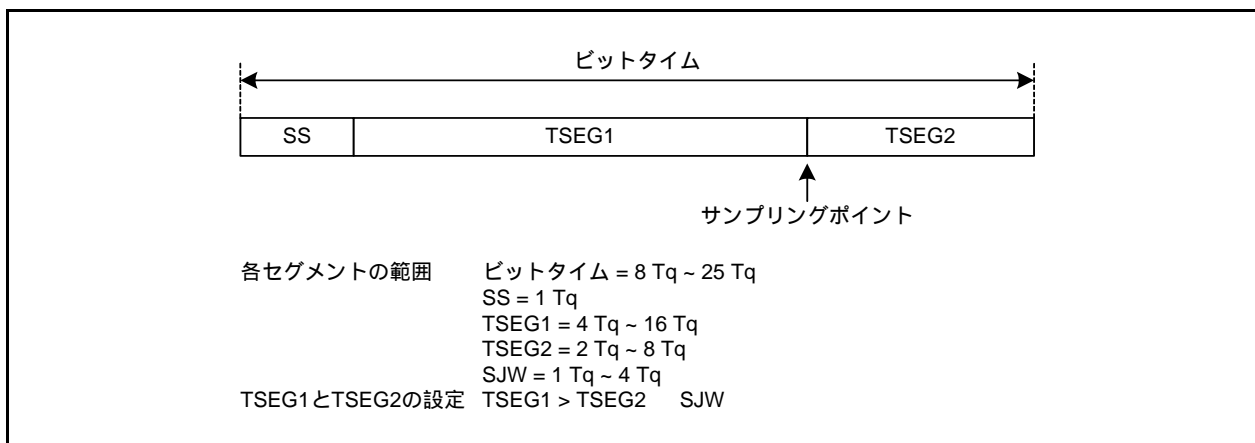 ビットタイム
SS TSEG1 TSEG2
サンプリングポイント
各セグメントの範囲 ビットタイム = 8 Tq ~ 25 Tq
SS = 1 Tq
TSEG1 = 4 Tq ~ 16 Tq
TSEG2 = 2 Tq ~ 8 Tq
SJW = 1 Tq ~ 4 Tq
TSEG1とTSEG2の設定 TSEG1 > TSEG2 SJW